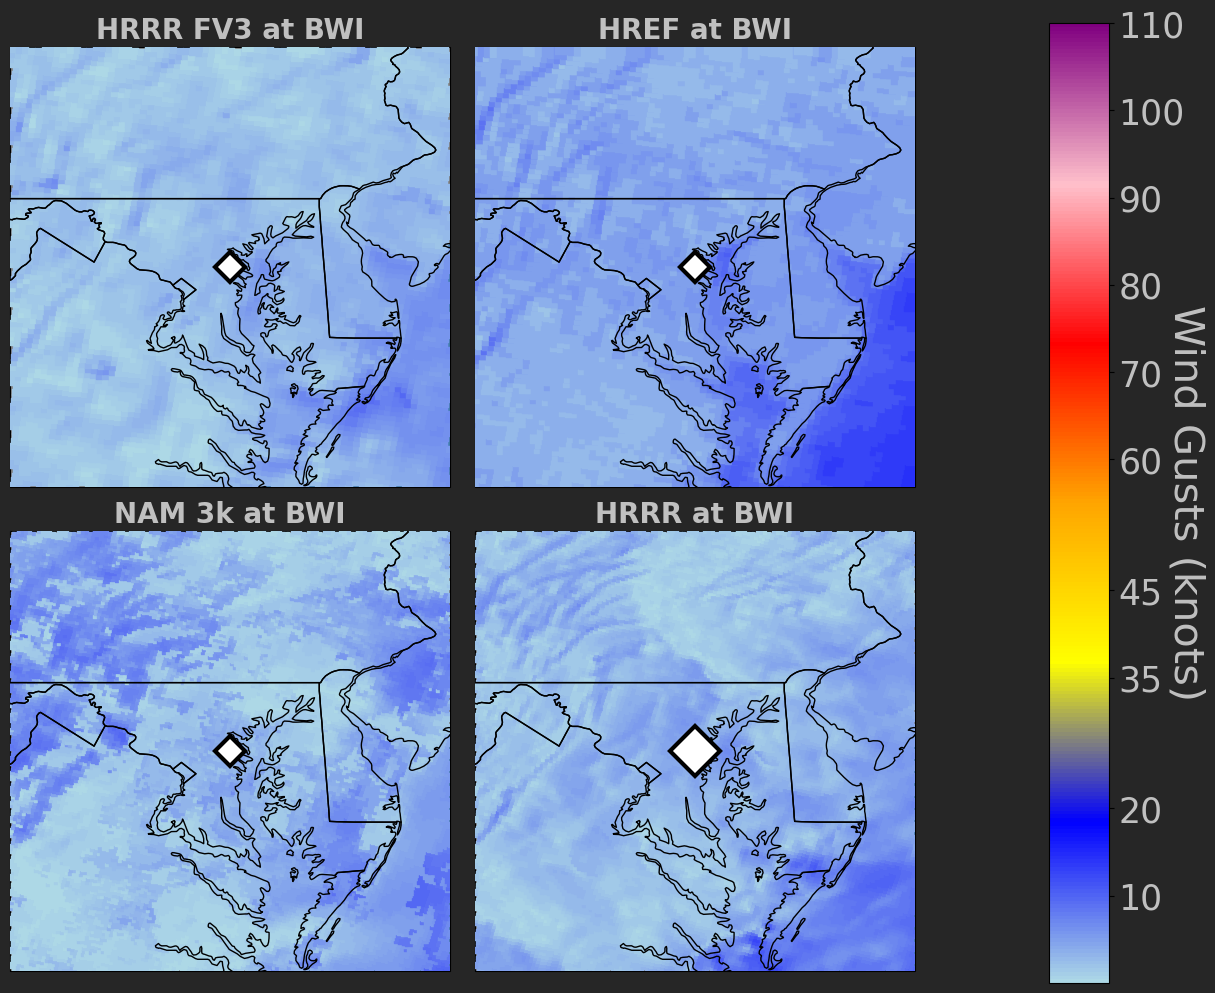 HRRR FV3 at BWI
HREF at BWI
NAM 3k at BWI
HRRR at BWI
110
100
90
80
70
60
45
35
20
10
Wind Gusts (knots)